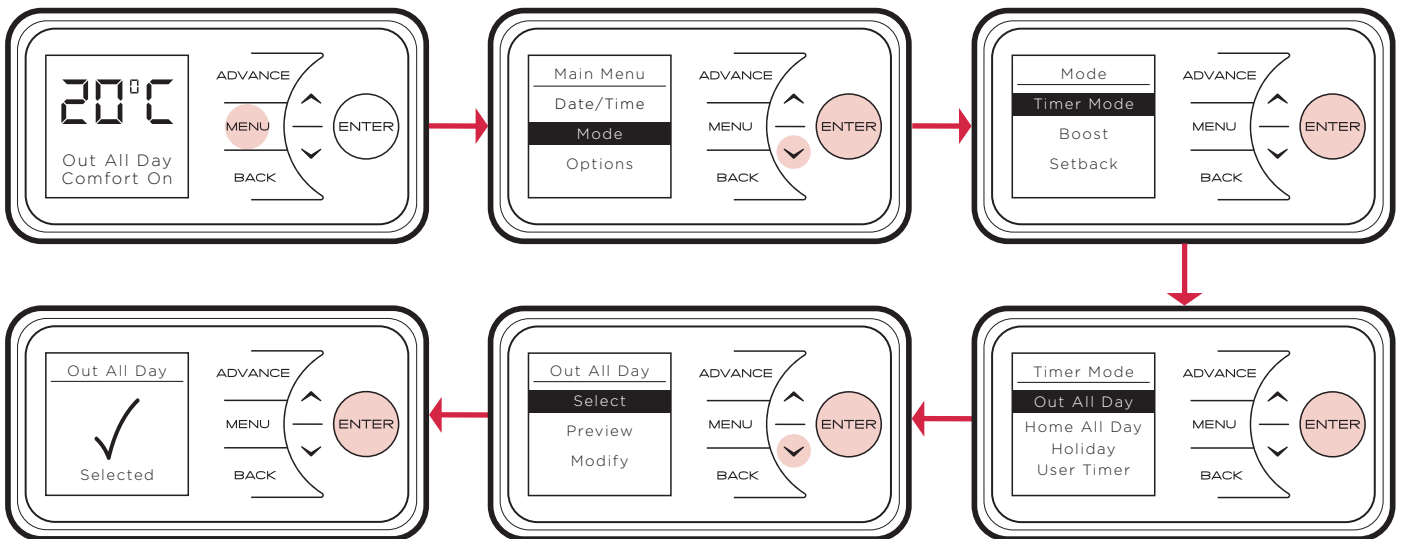 20°C
Out All Day
Comfort On
ADVANCE
MENU
BACK
ENTER
Main Menu
Date/Time
Mode
Options
ADVANCE
MENU
BACK
ENTER
Mode
Timer Mode
Boost
Setback
ADVANCE
MENU
BACK
ENTER
Timer Mode
Out All Day
Home All Day
Holiday
User Timer
ADVANCE
MENU
BACK
ENTER
Out All Day
Select
Preview
Modify
ADVANCE
MENU
BACK
ENTER
Out All Day
Selected
ADVANCE
MENU
BACK
ENTER